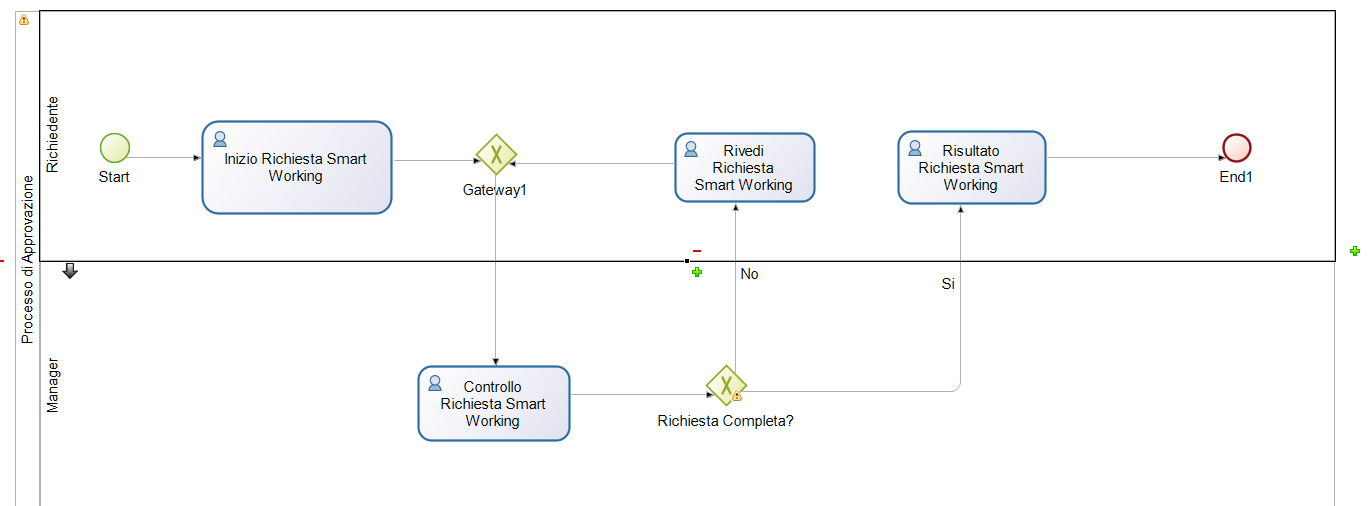 Processo di Approvazione
Richiedente
Start
Inizio Richiesta Smart
Working
Gateway1
Rivedi
Richiesta
Smart Working
Risultato
Richiesta Smart
Working
End1
No
Si
Manager
Controllo
Richiesta Smart
Working
Richiesta Completa?